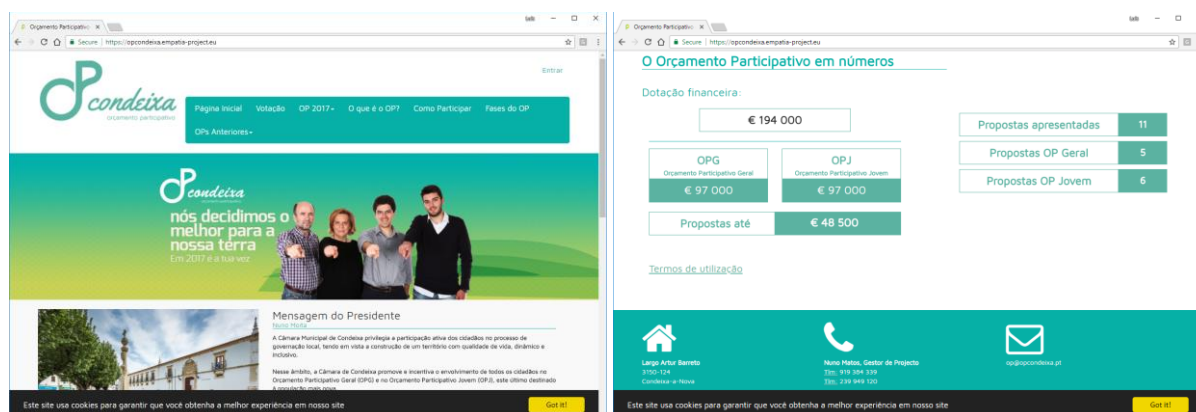 Orçamento Participativo
Secure | https://opcondeixa.empatia-project.eu
Entrar
OP condeixa
orçamento participativo
Página Inicial Votação OP 2017 O que é o OP? Como Participar Fases do OP
OPs Anteriores
OP condeixa
orçamento participativo
nós decidimos o
melhor para a
nossa terra
Em 2017 é a tua vez
Mensagem do Presidente
Nuno Moita
A Câmara Municipal de Condeixa privilegia a participação ativa dos cidadãos no processo de
governação local, tendo em vista a construção de um território com qualidade de vida, dinâmico e
inclusivo.
Nesse âmbito, a Câmara de Condeixa promove e incentiva o envolvimento de todos os cidadãos no
Orçamento Participativo Geral (OPG) e no Orçamento Participativo Jovem (OPJ), este último destinado
à população mais nova.
Este site usa cookies para garantir que você obtenha a melhor experiência em nosso site
Got it!
Orçamento Participativo
Secure | https://opcondeixa.empatia-project.eu
O Orçamento Participativo em números
Dotação financeira:
€ 194 000
OPG
Orçamento Participativo Geral
€ 97 000
OPJ
Orçamento Participativo Jovem
€ 97 000
Propostas até € 48 500
Propostas apresentadas 11
Propostas OP Geral 5
Propostas OP Jovem 6
Termos de utilização
Largo Artur Barreto
3150-124
Condeixa-a-Nova
Nuno Matos, Gestor de Projecto
Tlm: 919 384 339
Tlm: 239 949 120
op@opcondeixa.pt
Este site usa cookies para garantir que você obtenha a melhor experiência em nosso site
Got it!